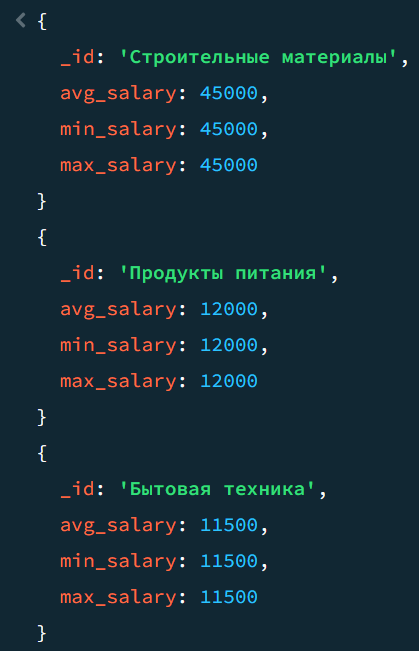 {
_id: 'Строительные материалы',
avg_salary: 45000,
min_salary: 45000,
max_salary: 45000
}
{
_id: 'Продукты питания',
avg_salary: 12000,
min_salary: 12000,
max_salary: 12000
}
{
_id: 'Бытовая техника',
avg_salary: 11500,
min_salary: 11500,
max_salary: 11500
}